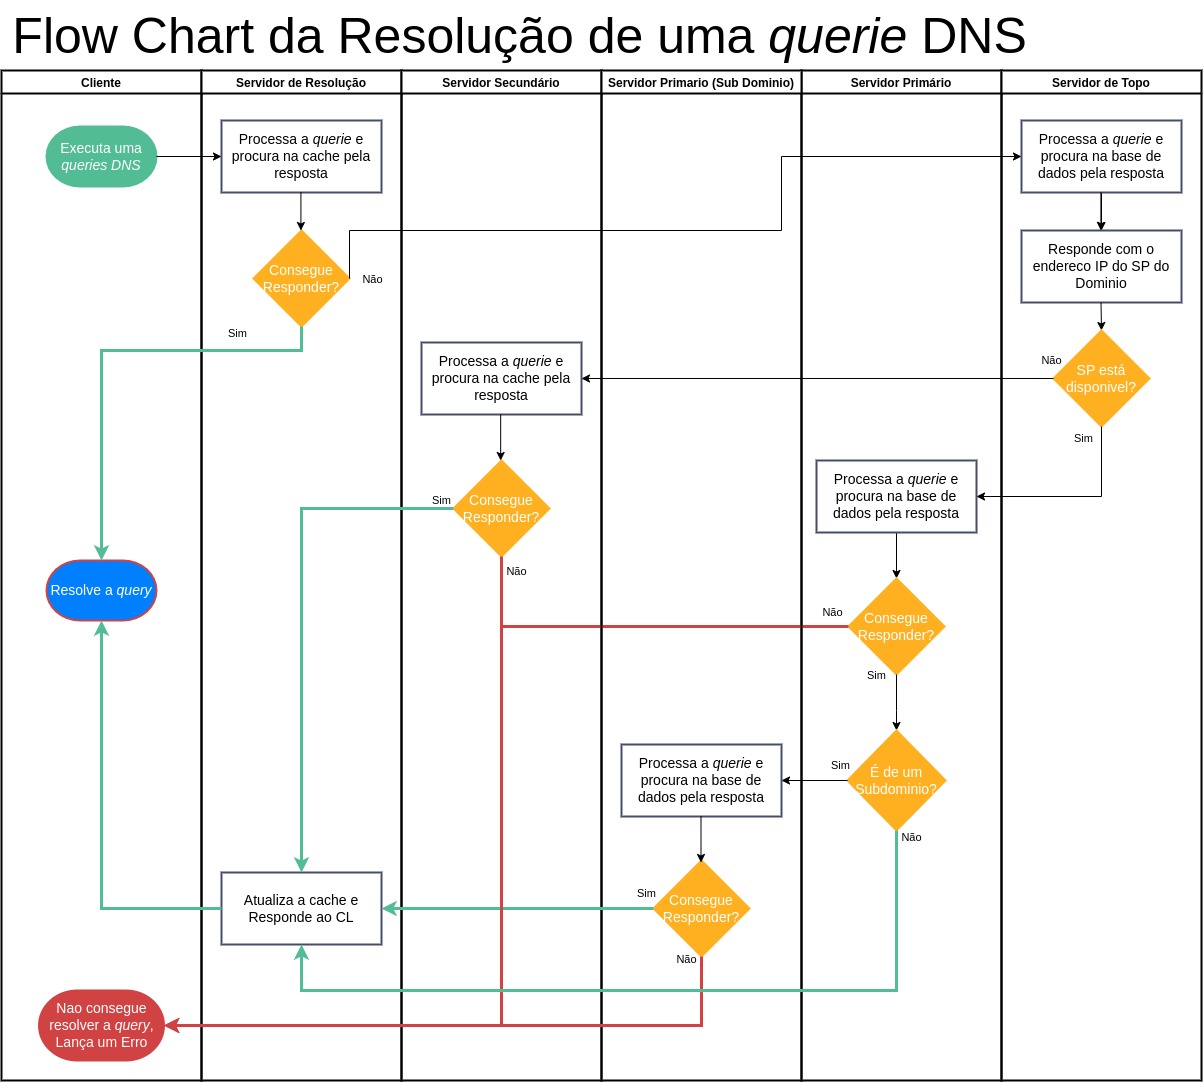 Flow Chart da Resolução de uma querie DNS
Cliente
Servidor de Resolução
Servidor Secundário
Servidor Primario (Sub Dominio)
Servidor Primário
Servidor de Topo
Executa uma
queries DNS
Processa a querie e
procura na cache pela
resposta
Processa a querie e
procura na base de
dados pela resposta
Consegue
Responder?
Não
Sim
Responde com o
endereco IP do SP do
Dominio
Processa a querie e
procura na cache pela
resposta
Não
SP está
disponivel?
Sim
Sim
Consegue
Responder?
Não
Processa a querie e
procura na base de
dados pela resposta
Resolve a query
Não
Consegue
Responder?
Sim
Processa a querie e
procura na base de
dados pela resposta
Sim
É de um
Subdominio?
Não
Atualiza a cache e
Responde ao CL
Sim
Consegue
Responder?
Não
Nao consegue
resolver a query,
Lança um Erro